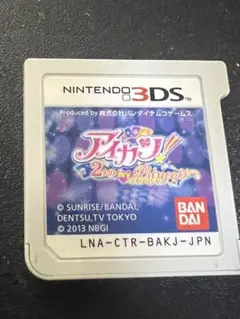 NINTENDO 3DS
Produced by 株式会社バンダイナムコゲームス
アイカツ!
2人のmy princess
BAN
DAI
© SUNRISE/BANDAI,
DENTSU,TV TOKYO
© 2013 NBGI
LNA-CTR-BAKJ-JPN